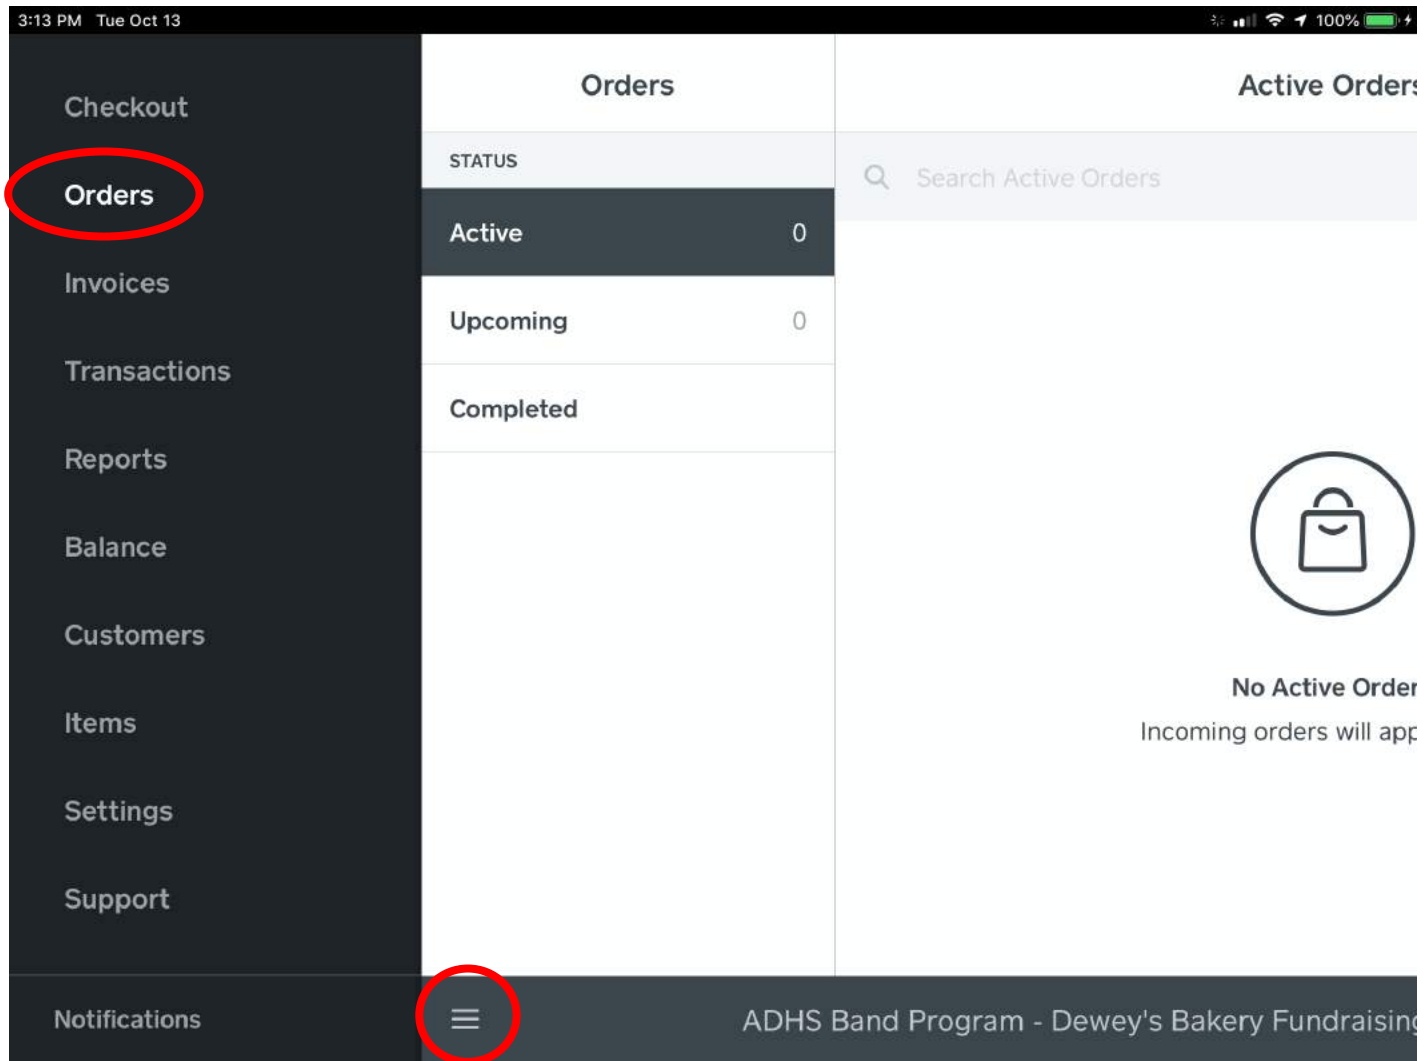 3:13 PM Tue Oct 13
100%
Checkout
Orders
Invoices
Transactions
Reports
Balance
Customers
Items
Settings
Support
Notifications
Orders
STATUS
Active 0
Upcoming 0
Completed
Active Orders
Search Active Orders
No Active Order
Incoming orders will app
ADHS Band Program - Dewey's Bakery Fundraising